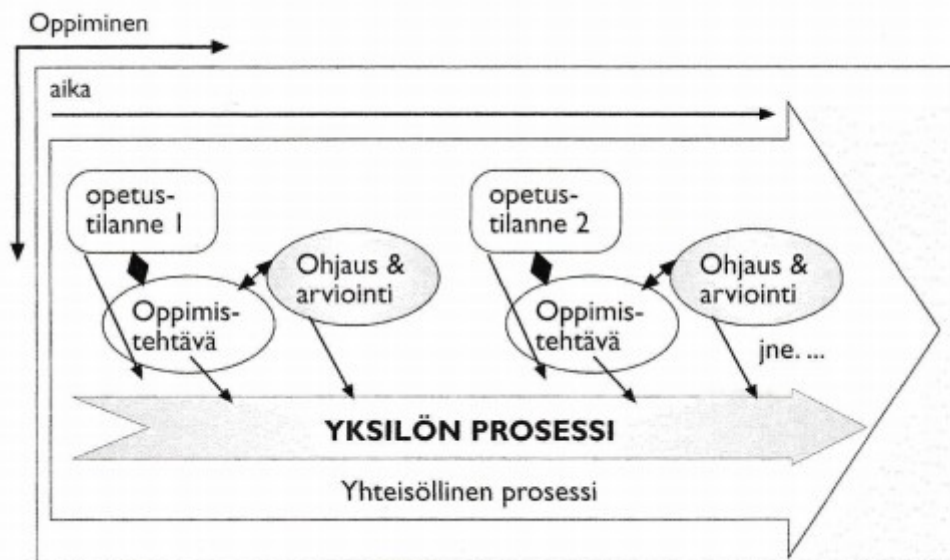 Oppiminen
aika
opetus-
tilanne 1
Oppimis-
tehtävä
Ohjaus &
arviointi
opetus-
tilanne 2
Oppimis-
tehtävä
Ohjaus &
arviointi
jne. ...
YKSILÖN PROSESSI
Yhteisöllinen prosessi